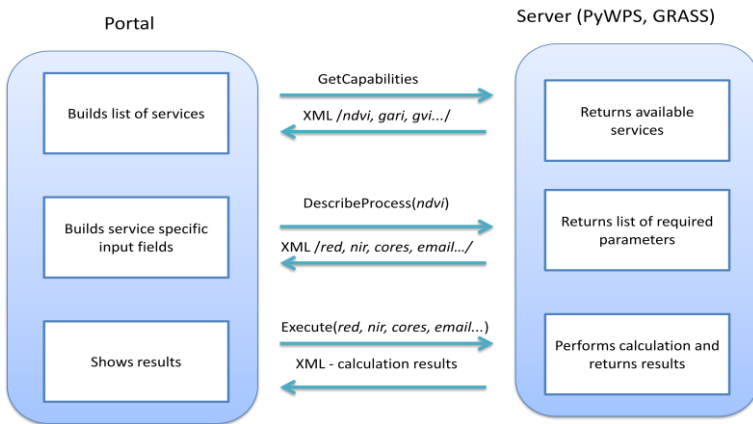 Portal
Server (PyWPS, GRASS)
Builds list of services
GetCapabilities
XML /ndvi, gari, gvi.../
Returns available
services
Builds service specific
input fields
DescribeProcess(ndvi)
XML /red, nir, cores, email.../
Returns list of required
parameters
Shows results
Execute(red, nir, cores, email...)
XML - calculation results
Performs calculation and
returns results